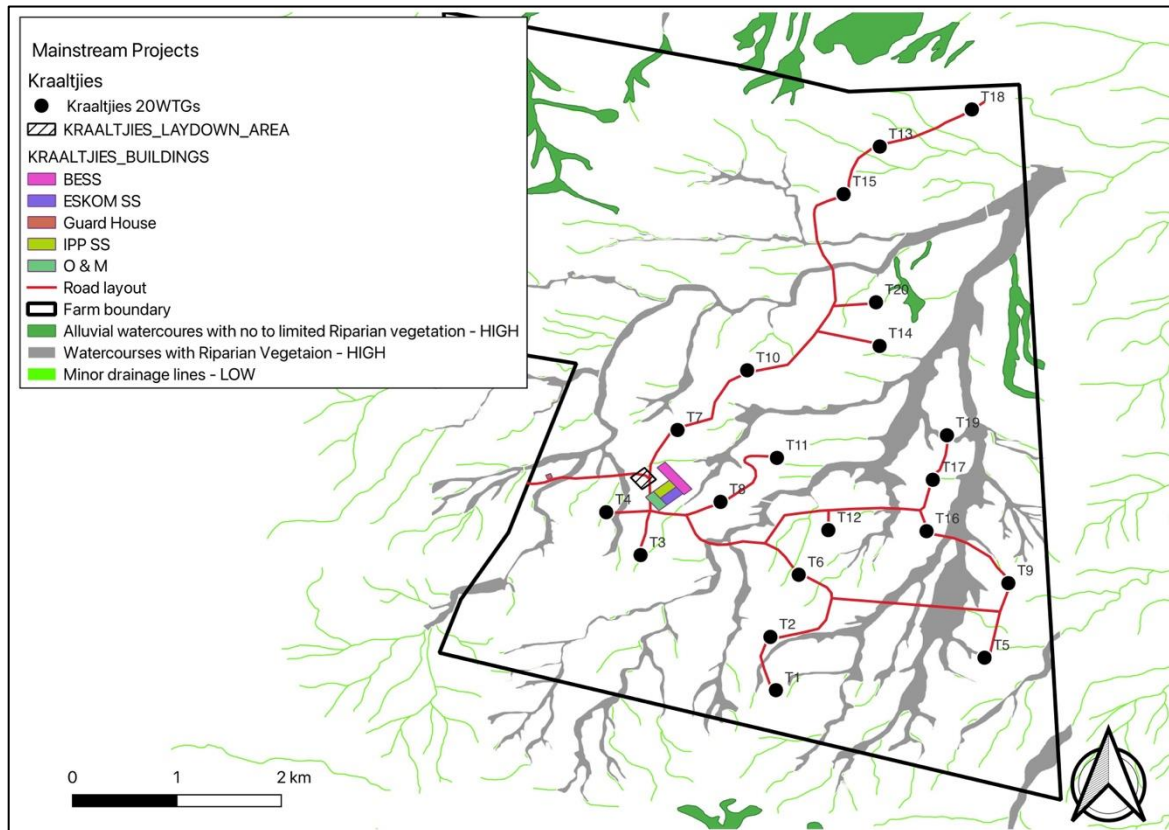 Mainstream Projects
Kraaltjies
Kraaltjies 20WTGs
KRAALTJIES_LAYDOWN_AREA
KRAALTJIES_BUILDINGS
BESS
ESKOM SS
Guard House
IPP SS
O & M
Road layout
Farm boundary
Alluvial watercoures with no to limited Riparian vegetation - HIGH
Watercourses with Riparian Vegetaion - HIGH
Minor drainage lines - LOW
T18
T13
T15
T20
T14
T10
T7
T19
T11
T17
T8
T4
T12
T16
T3
T6
T9
T2
T5
T1
0 1 2 km